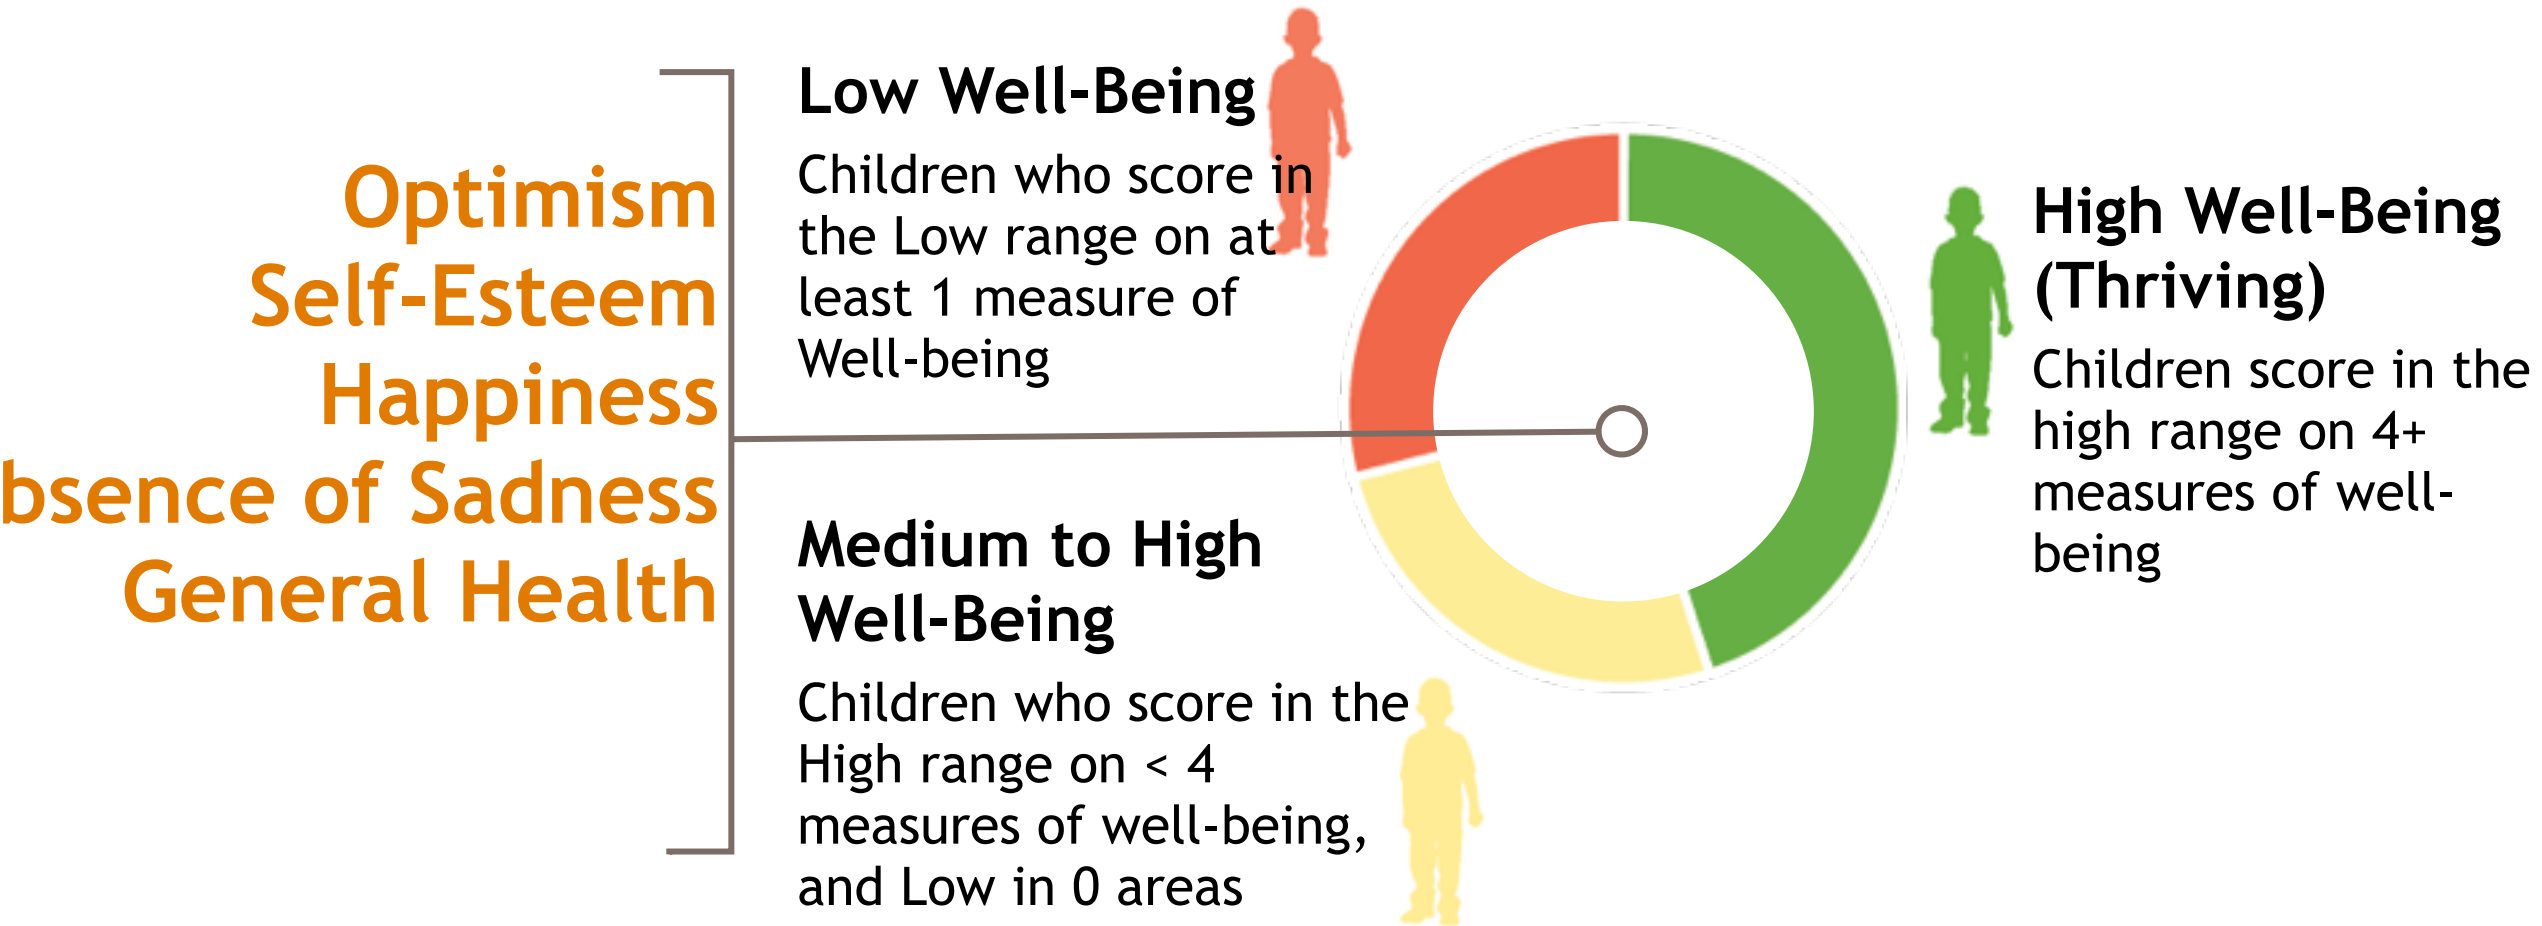 Optimism
Self-Esteem
Happiness
bsence of Sadness
General Health
Low Well-Being
Children who score in
the Low range on at
least 1 measure of
Well-being
Medium to High
Well-Being
Children who score in the
High range on < 4
measures of well-being,
and Low in 0 areas
High Well-Being
(Thriving)
Children score in the
high range on 4+
measures of well-
being